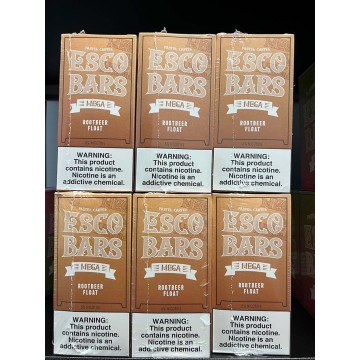 ESCO
BARS
MEGA
ROOTBEER
FLOAT
WARNING:
This product
contains nicotine.
Nicotine is an
addictive chemical.
ESCO
BARS
MEGA
ROOTBEER
FLOAT
WARNING:
This product
contains nicotine.
Nicotine is an
addictive chemical.
ESCO
BARS
MEGA
ROOTBEER
FLOAT
WARNING:
This product
contains nicotine.
Nicotine is an
addictive chemical.
ESCO
BARS
MEGA
ROOTBEER
FLOAT
WARNING:
This product
contains nicotine.
Nicotine is an
addictive chemical.
ESCO
BARS
MEGA
ROOTBEER
FLOAT
WARNING:
This product
contains nicotine.
Nicotine is an
addictive chemical.
ESCO
BARS
MEGA
ROOTBEER
FLOAT
WARNING:
This product
contains nicotine.
Nicotine is an
addictive chemical.